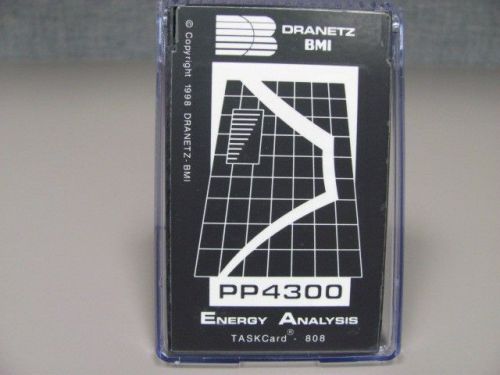 DRANETZ
BMI
© Copyright 1998 DRANETZ-BMI
PP4300
ENERGY ANALYSIS
TASKCard® - 808